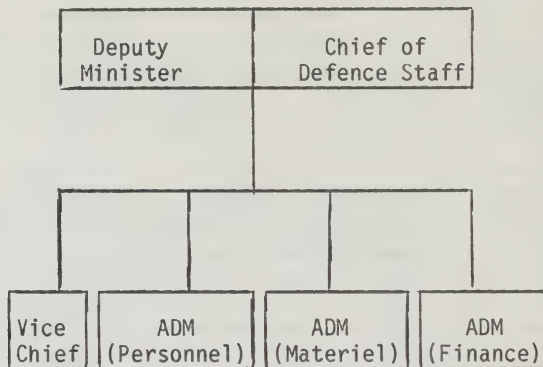 Deputy
Minister
Chief of
Defence Staff
Vice
Chief
ADM
(Personnel)
ADM
(Materiel)
ADM
(Finance)